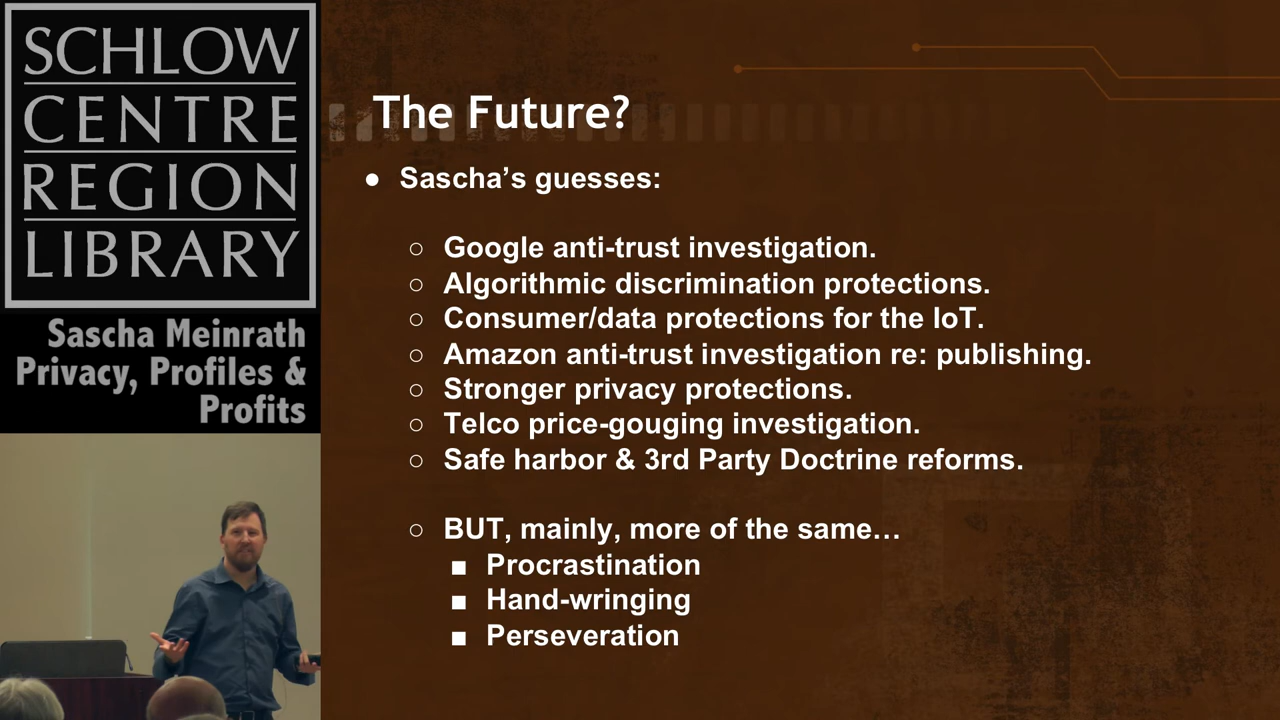 SCHLOW
CENTRE
REGION
LIBRARY
Sascha Meinrath
Privacy, Profiles &
Profits
The Future?
● Sascha’s guesses:
○ Google anti-trust investigation.
○ Algorithmic discrimination protections.
○ Consumer/data protections for the IoT.
○ Amazon anti-trust investigation re: publishing.
○ Stronger privacy protections.
○ Telco price-gouging investigation.
○ Safe harbor & 3rd Party Doctrine reforms.
○ BUT, mainly, more of the same…
■ Procrastination
■ Hand-wringing
■ Perseveration